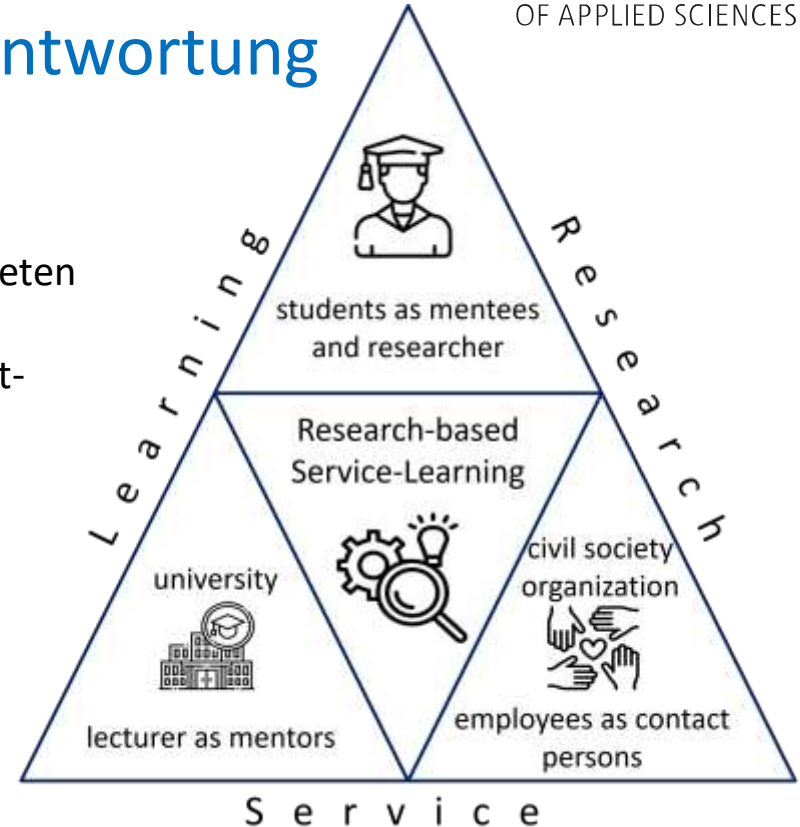 OF APPLIED SCIENCES
ntwortung
eten
t-
Learning
Research
students as mentees
and researcher
Research-based
Service-Learning
university
lecturer as mentors
civil society
organization
employees as contact
persons
Service